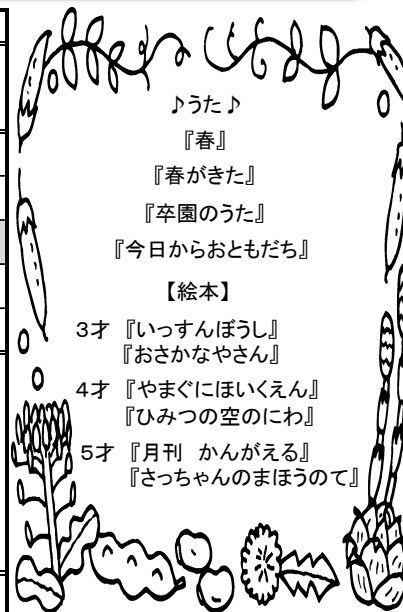 ♪うた♪
『春』
『春がきた』
『卒園のうた』
『今日からおともだち』
【絵本】
3才 『いっすんぼうし』
『おさかなやさん』
4才 『やまぐにほいくえん』
『ひみつの空のにわ』
5才 『月刊 かんがえる』
『さっちゃんのまほうのて』